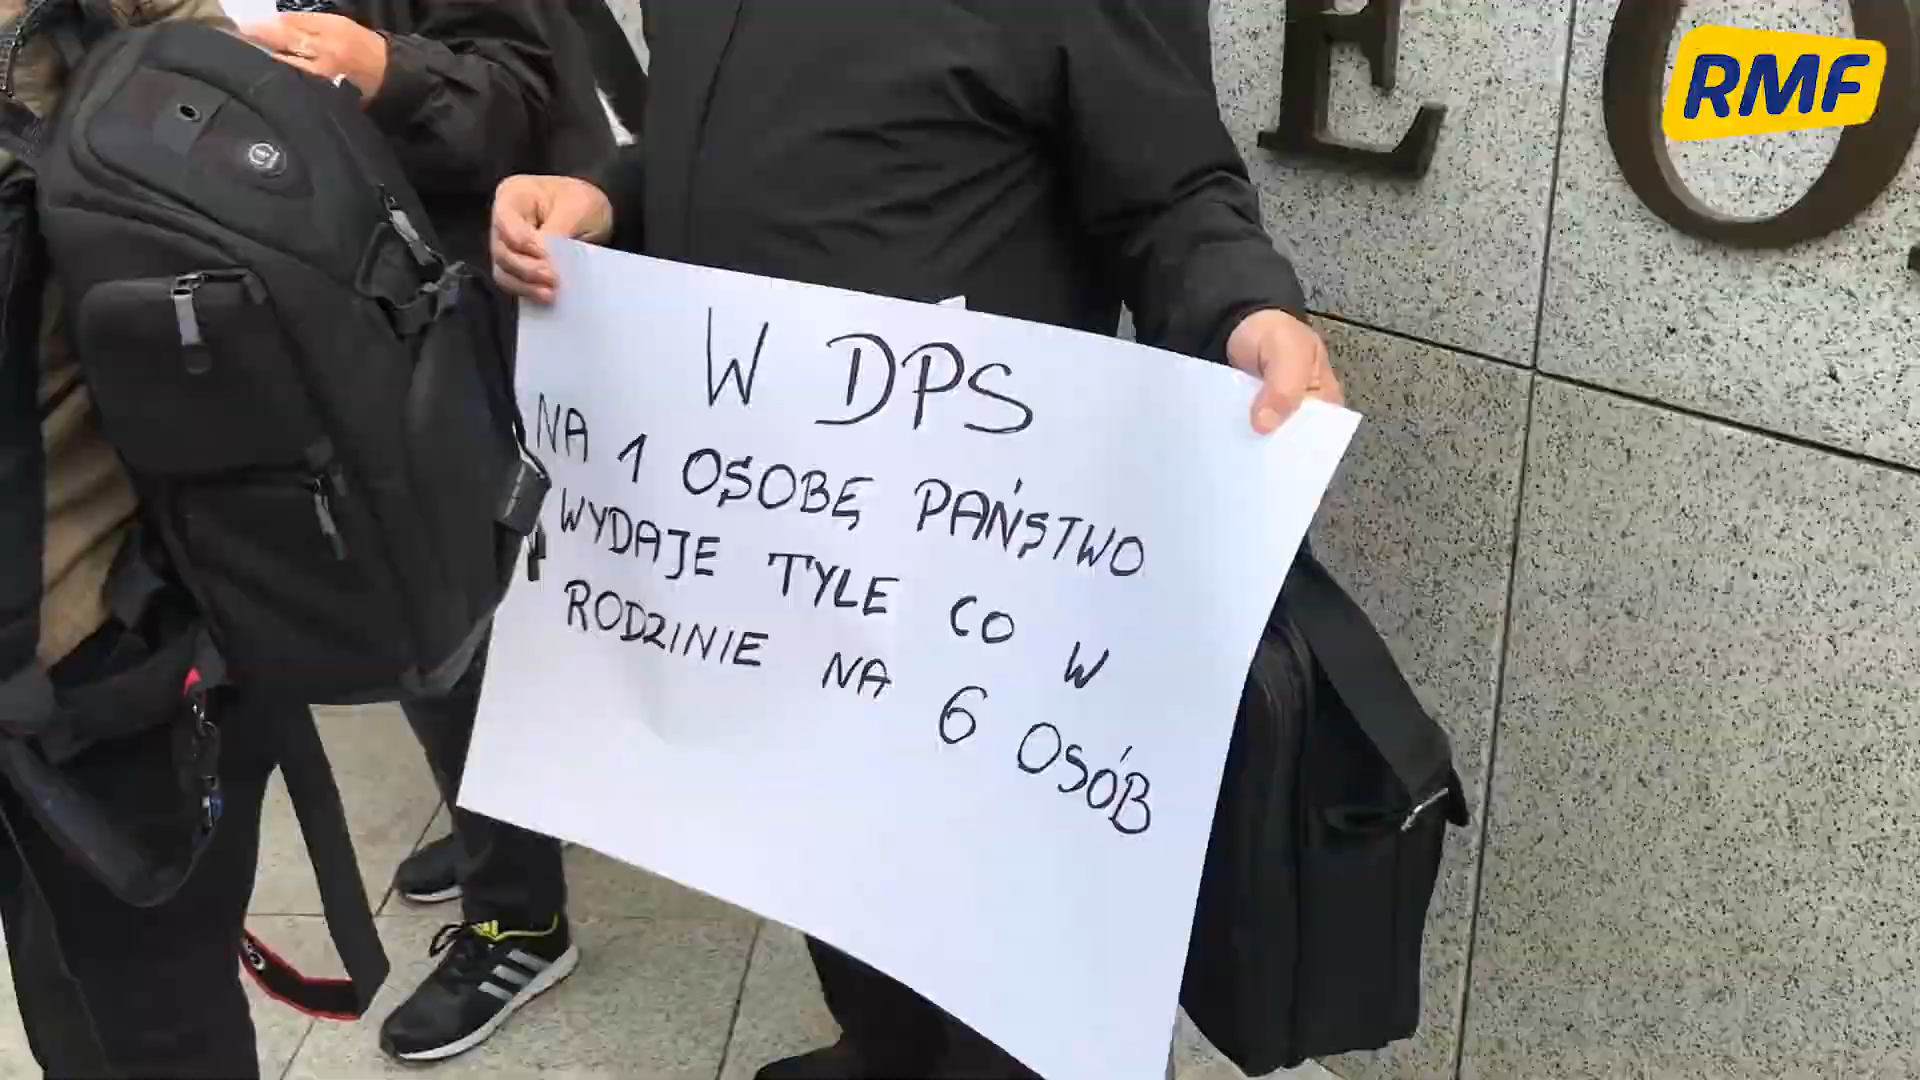 RMF
E O
W DPS
NA 1 OSOBĘ PAŃSTWO
WYDAJE TYLE CO W
RODZINIE NA 6 OSÓB